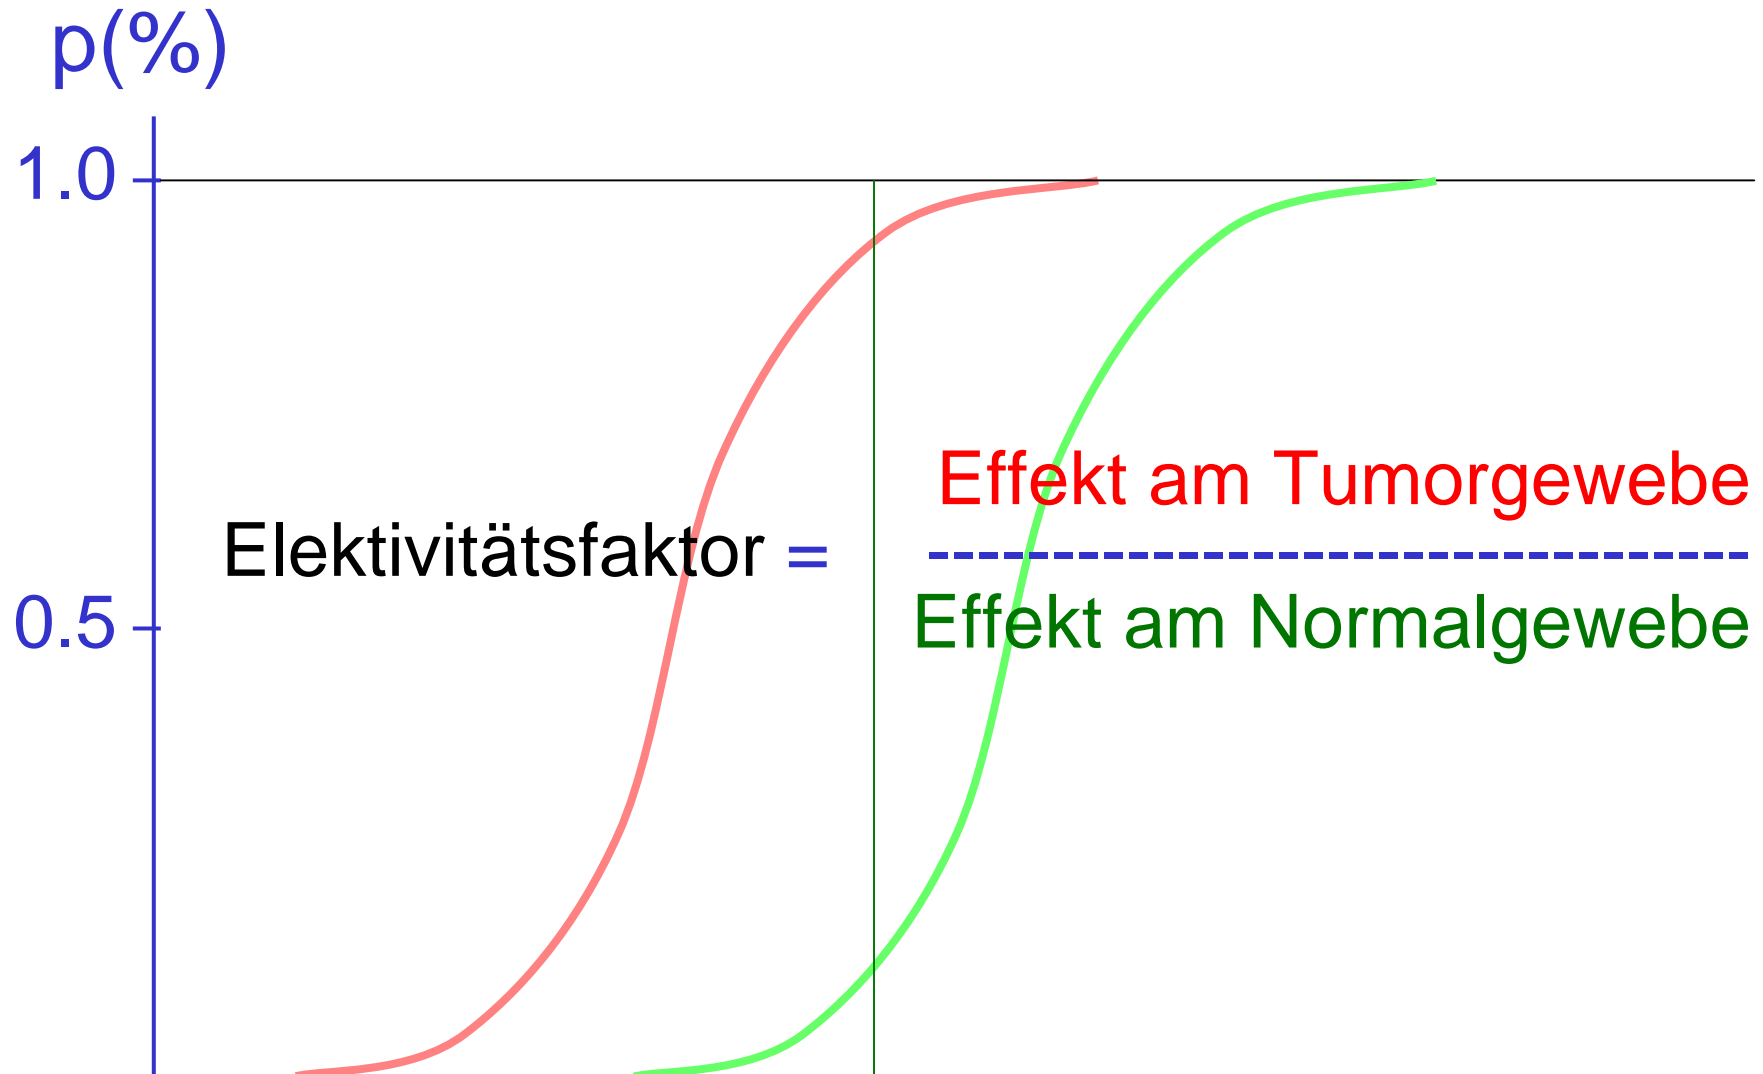 p(%)
1.0
Effekt am Tumorgewebe
Elektivitätsfaktor =
Effekt am Normalgewebe
0.5